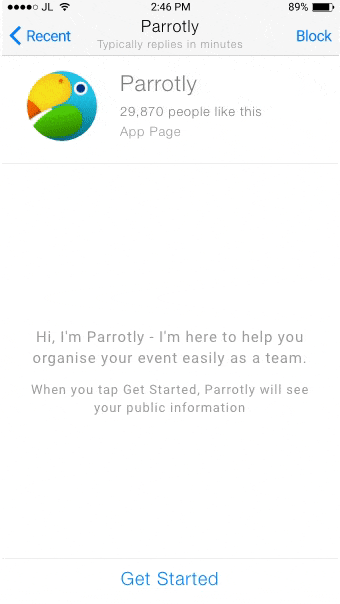 JL 2:46 PM 89%
Recent Parrotly Block
Typically replies in minutes
Parrotly
29,870 people like this
App Page
Hi, I'm Parrotly - I'm here to help you
organise your event easily as a team.
When you tap Get Started, Parrotly will see
your public information
Get Started